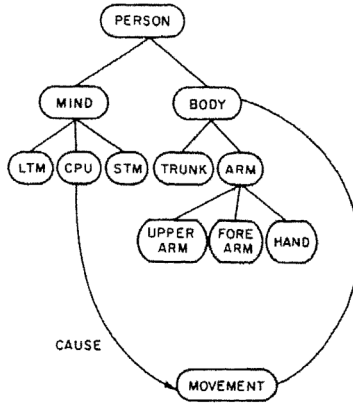 PERSON
MIND
BODY
LTM
CPU
STM
TRUNK
ARM
UPPER
ARM
FORE
ARM
HAND
CAUSE
MOVEMENT